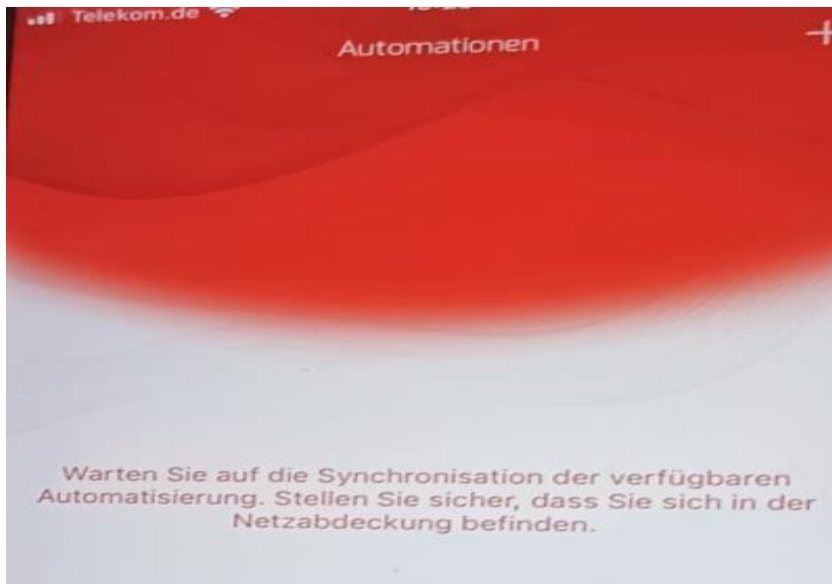 Telekom.de
Automationen
Warten Sie auf die Synchronisation der verfügbaren
Automatisierung. Stellen Sie sicher, dass Sie sich in der
Netzabdeckung befinden.